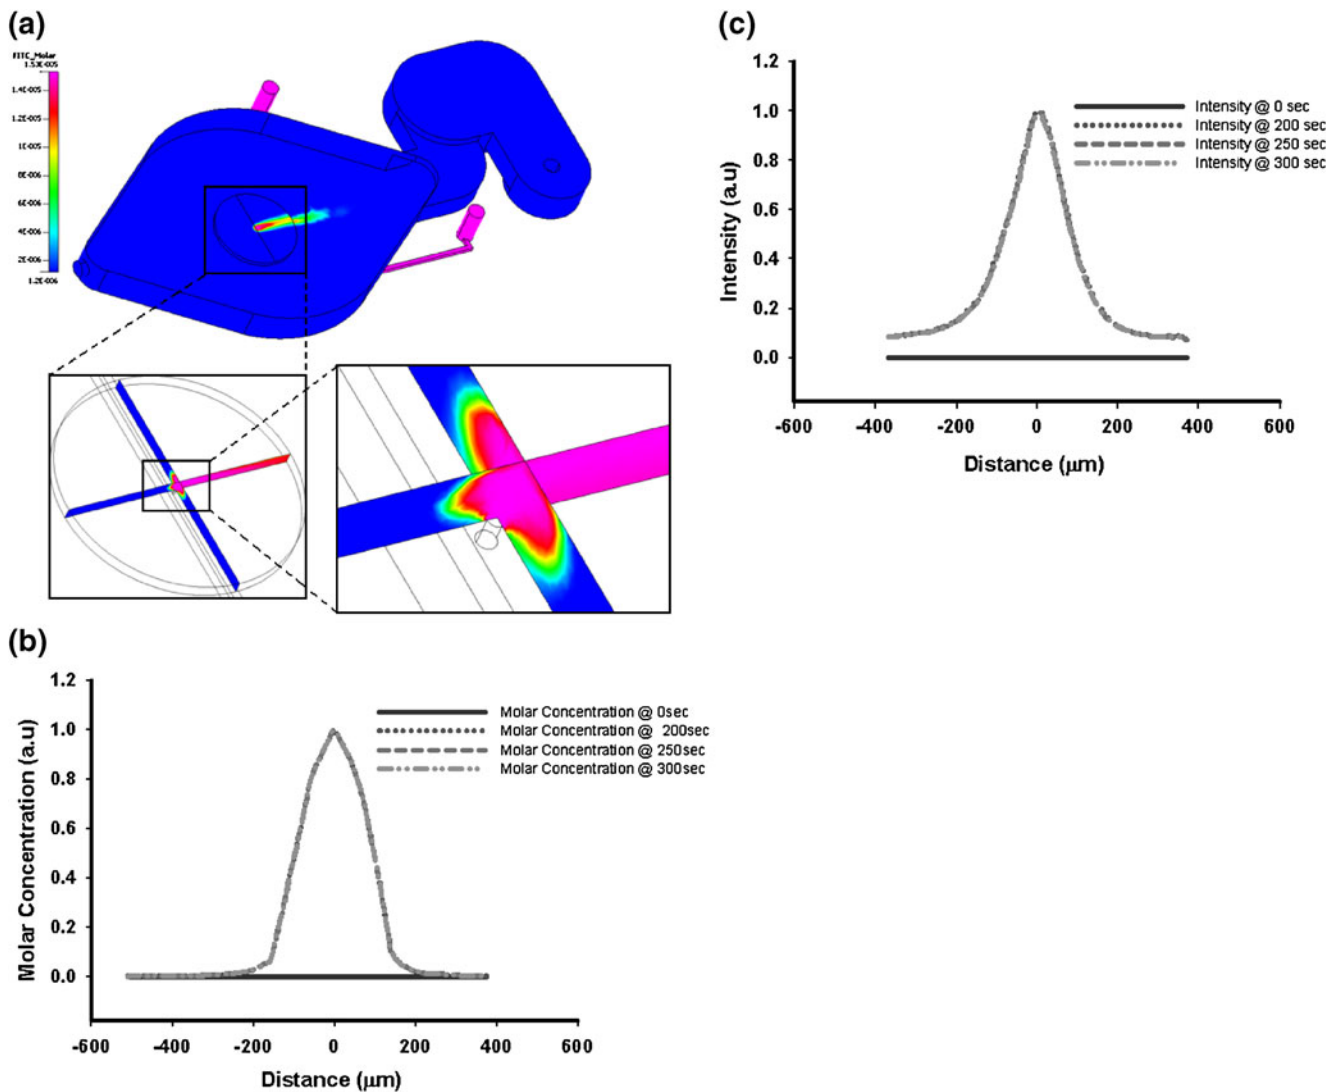 (a)
FITC_Molar
1.53E-005
1.4E-005
1E-005
8E-006
6E-006
4E-006
2E-006
1.2E-006
(b)
1.2
1.0
0.8
0.6
0.4
0.2
0.0
Molar Concentration (a.u)
Molar Concentration @ 0sec
Molar Concentration @ 200sec
Molar Concentration @ 250sec
Molar Concentration @ 300sec
-600 -400 -200 0 200 400 600
Distance (µm)
(c)
1.2
1.0
0.8
0.6
0.4
0.2
0.0
Intensity (a.u)
Intensity @ 0 sec
Intensity @ 200 sec
Intensity @ 250 sec
Intensity @ 300 sec
-600 -400 -200 0 200 400 600
Distance (µm)